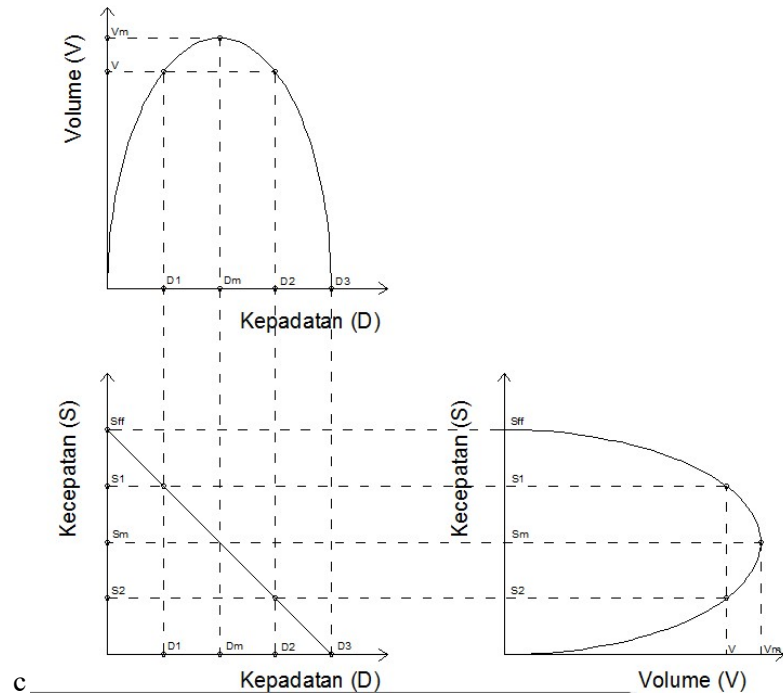 Vm
V
Volume (V)
D1 Dm D2 D3
Kepadatan (D)
Kecepatan (S)
Sff
S1
Sm
S2
D1 Dm D2 D3
Kepadatan (D)
Kecepatan (S)
Sff
S1
Sm
S2
V Vm
Volume (V)
c